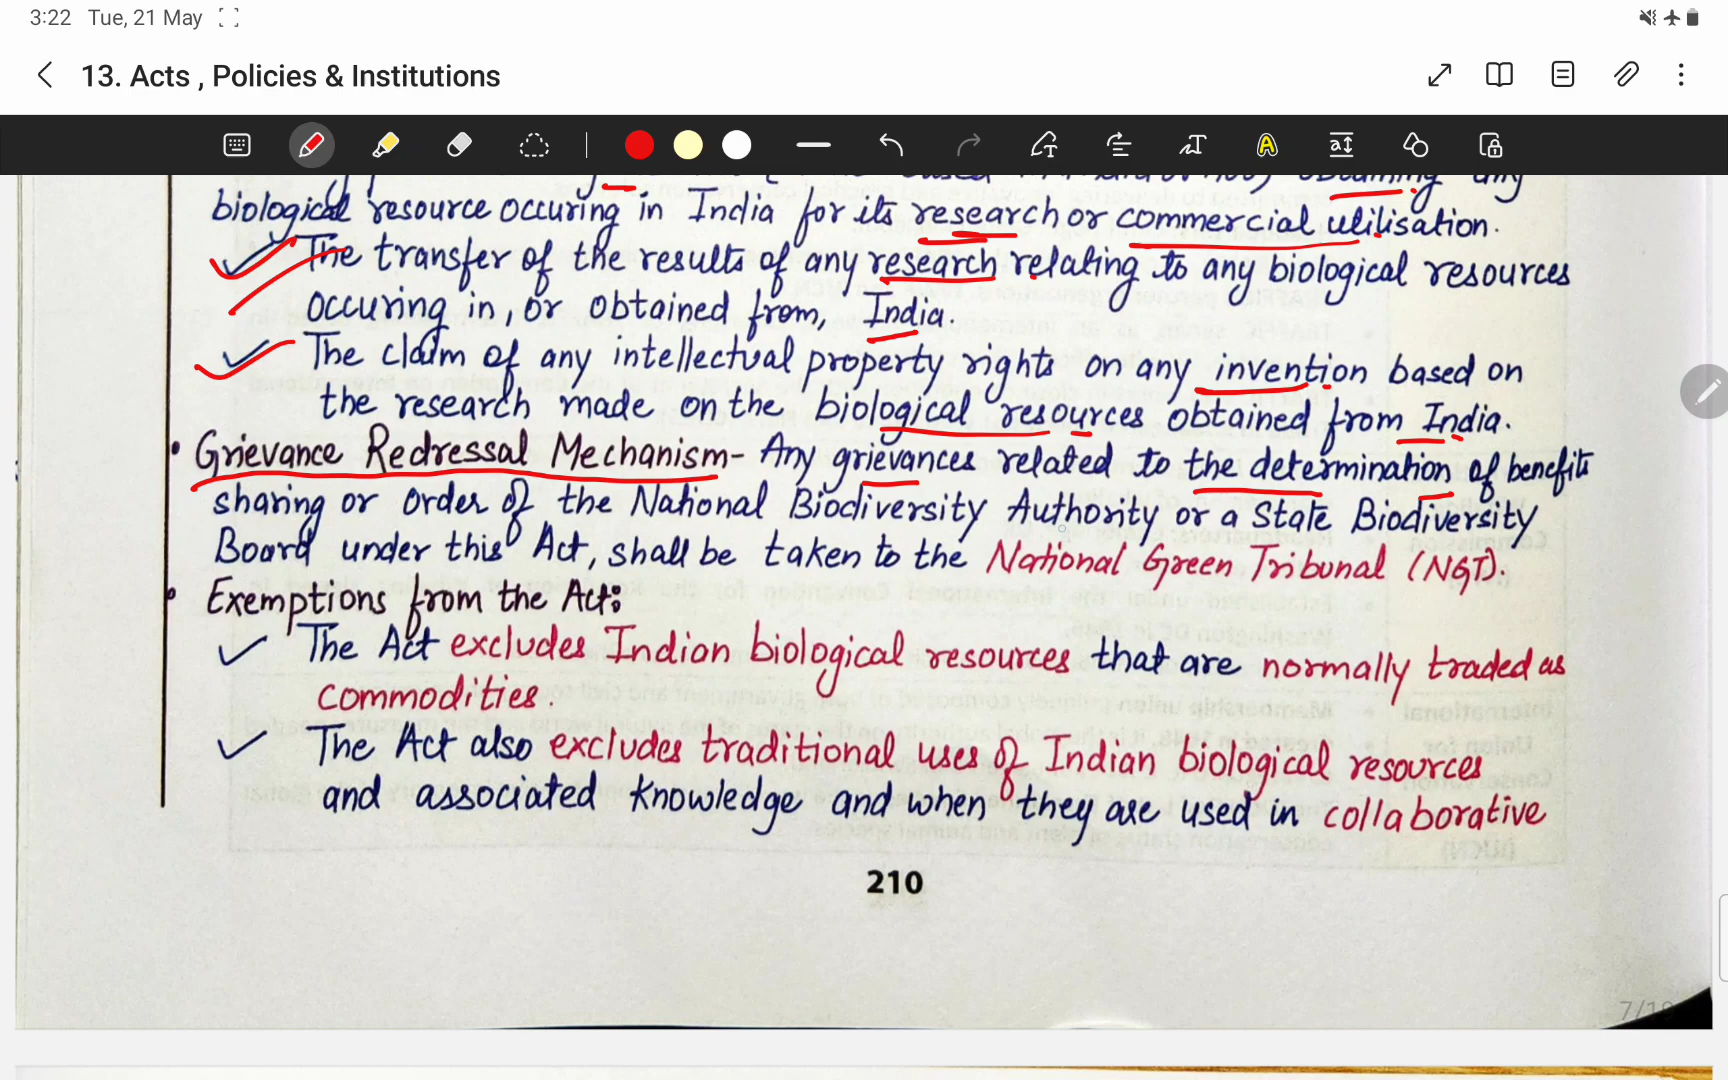 3:22 Tue, 21 May
13. Acts , Policies & Institutions
obtaining any
biological resource occuring in India for its research or commercial utilisation.
The transfer of the results of any research relating to any biological resources
occuring in, or obtained from, India.
The claim of any intellectual property rights on any invention based on
the research made on the biological resources obtained from India.
• Grievance Redressal Mechanism- Any grievances related to the determination of benefit
sharing or order of the National Biodiversity Authority or a State Biodiversity
Board under this Act, shall be taken to the National Green Tribunal (NGT).
• Exemptions from the Act:
✓ The Act excludes Indian biological resources that are normally traded as
commodities.
✓ The Act also excludes traditional uses of Indian biological resources
and associated knowledge and when they are used in collaborative
210